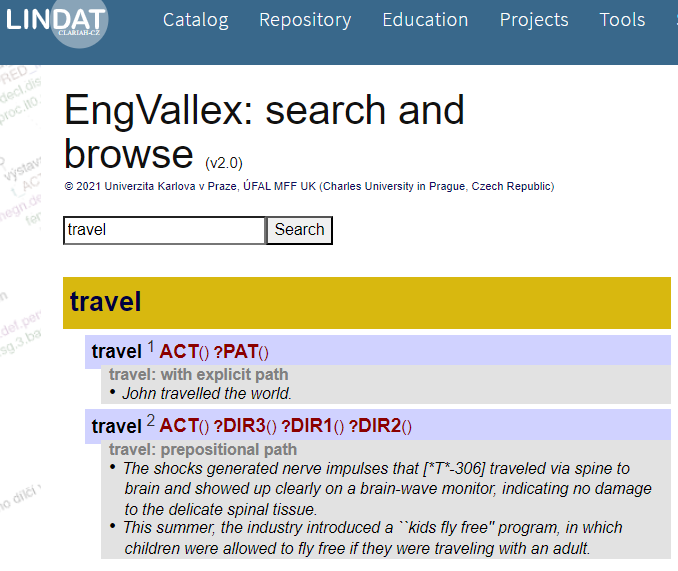 LINDAT
CLARIAH-CZ
Catalog Repository Education Projects Tools
EngVallex: search and
browse (v2.0)
© 2021 Univerzita Karlova v Praze, ÚFAL MFF UK (Charles University in Prague, Czech Republic)
travel Search
travel
travel 1 ACT() ?PAT()
travel: with explicit path
• John travelled the world.
travel 2 ACT() ?DIR3() ?DIR1() ?DIR2()
travel: prepositional path
• The shocks generated nerve impulses that [*T*-306] traveled via spine to
brain and showed up clearly on a brain-wave monitor, indicating no damage
to the delicate spinal tissue.
• This summer, the industry introduced a ``kids fly free'' program, in which
children were allowed to fly free if they were traveling with an adult.